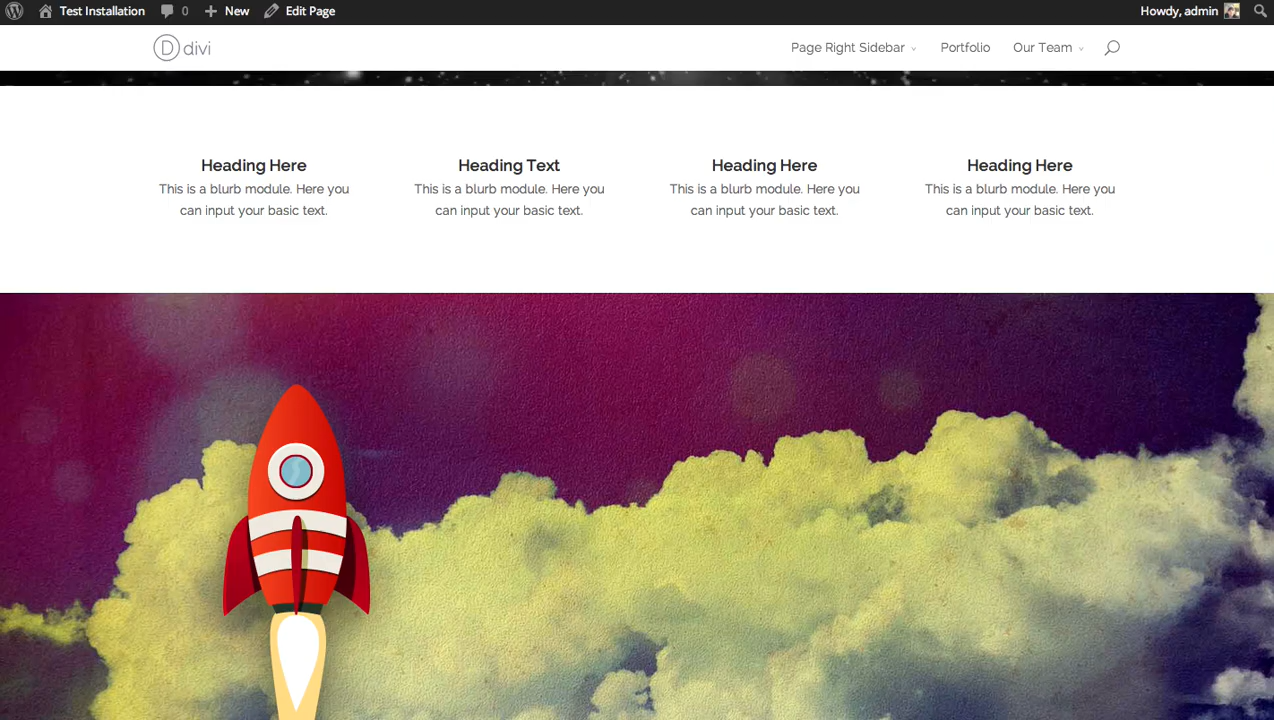 Test Installation 0 New Edit Page Howdy, admin
divi Page Right Sidebar Portfolio Our Team
Heading Here
This is a blurb module. Here you
can input your basic text.
Heading Text
This is a blurb module. Here you
can input your basic text.
Heading Here
This is a blurb module. Here you
can input your basic text.
Heading Here
This is a blurb module. Here you
can input your basic text.